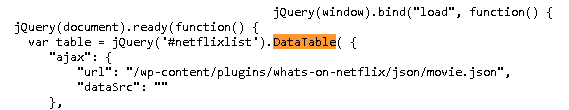 jQuery(window).bind("load", function() {
jQuery(document).ready(function() {
var table = jQuery('#netflixlist').DataTable( {
"ajax": {
"url": "/wp-content/plugins/whats-on-netflix/json/movie.json",
"dataSrc": ""
},